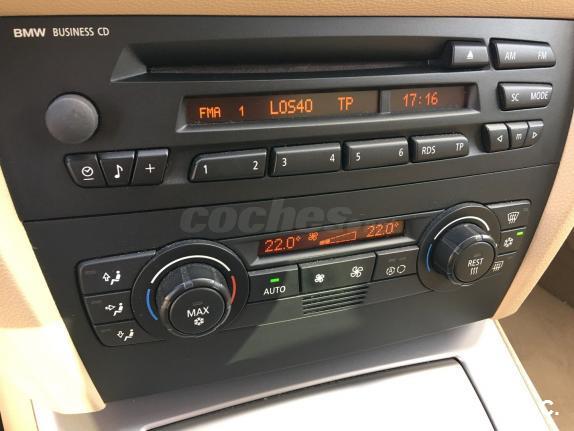 BMW BUSINESS CD
AM FM
FMA 1 LOS40 TP 17:16
SC MODE
1 2 3 4 5 6 RDS TP
m
coches
22.0° 22.0°
AUTO
MAX
REST
C.